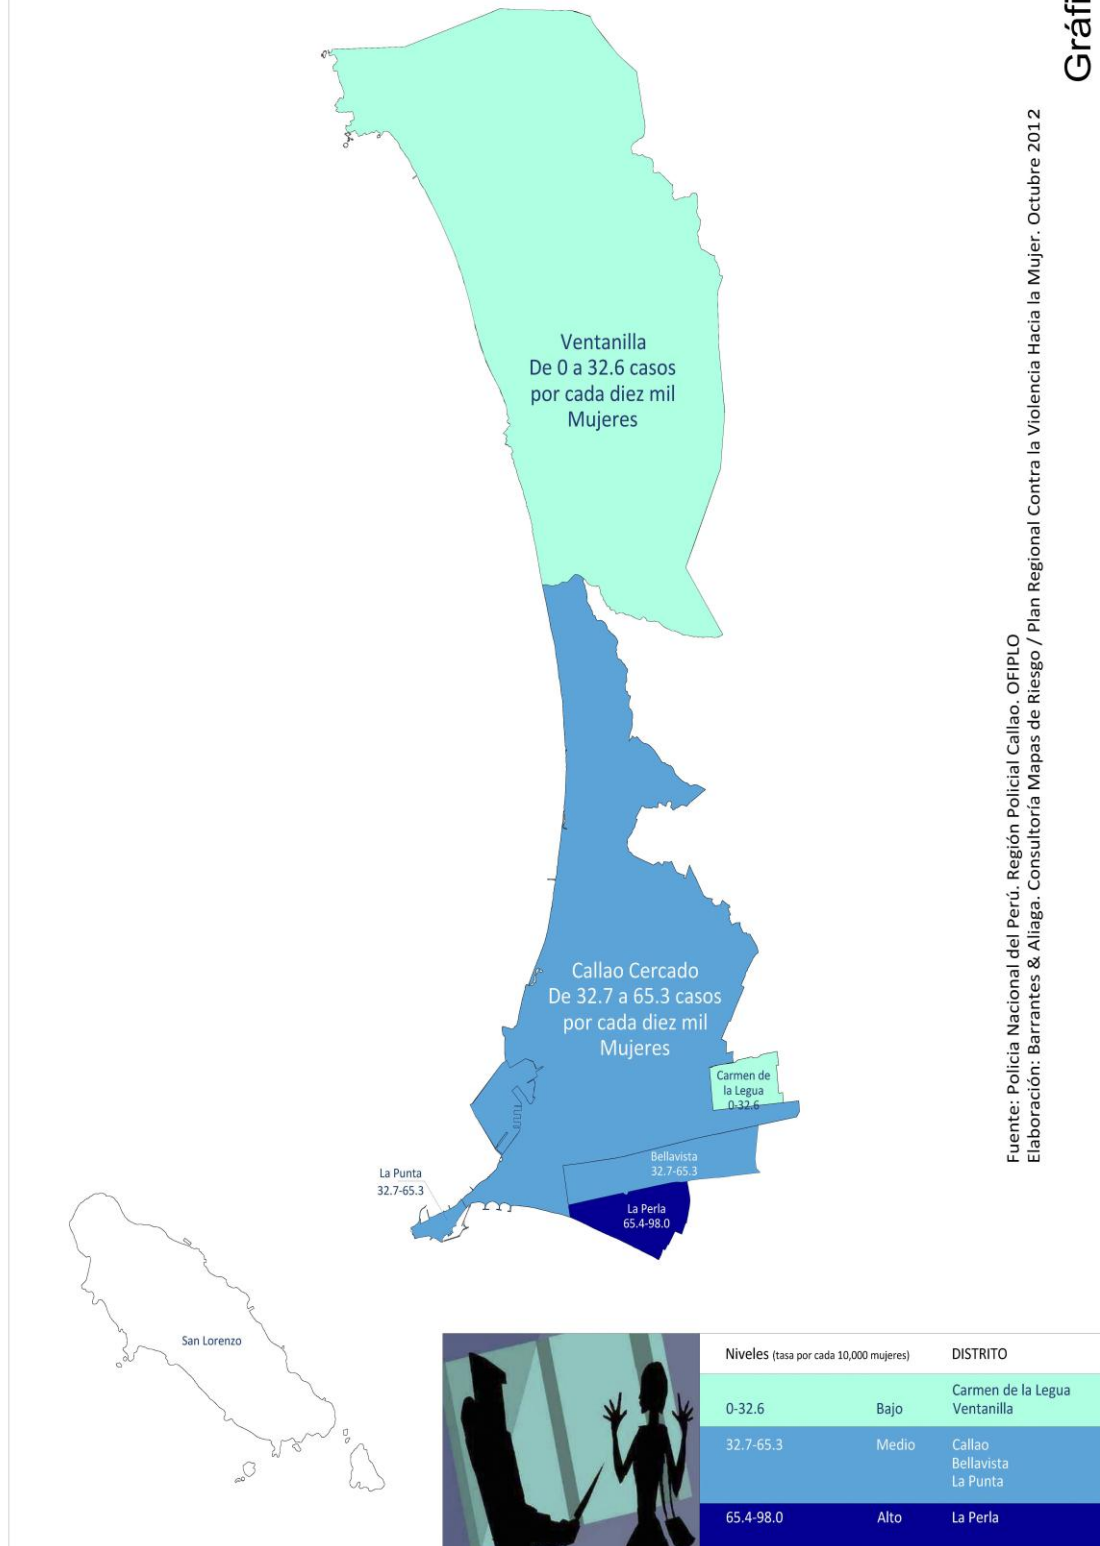 Gráfi
Ventanilla
De 0 a 32.6 casos
por cada diez mil
Mujeres
Callao Cercado
De 32.7 a 65.3 casos
por cada diez mil
Mujeres
Carmen de
la Legua
0-32.6
Bellavista
32.7-65.3
La Punta
32.7-65.3
La Perla
65.4-98.0
San Lorenzo
Fuente: Policia Nacional del Perú. Región Policial Callao. OFIPLO
Elaboración: Barrantes & Aliaga. Consultoría Mapas de Riesgo / Plan Regional Contra la Violencia Hacia la Mujer. Octubre 2012
Niveles (tasa por cada 10,000 mujeres) DISTRITO
0-32.6 Bajo Carmen de la Legua
Ventanilla
32.7-65.3 Medio Callao
Bellavista
La Punta
65.4-98.0 Alto La Perla